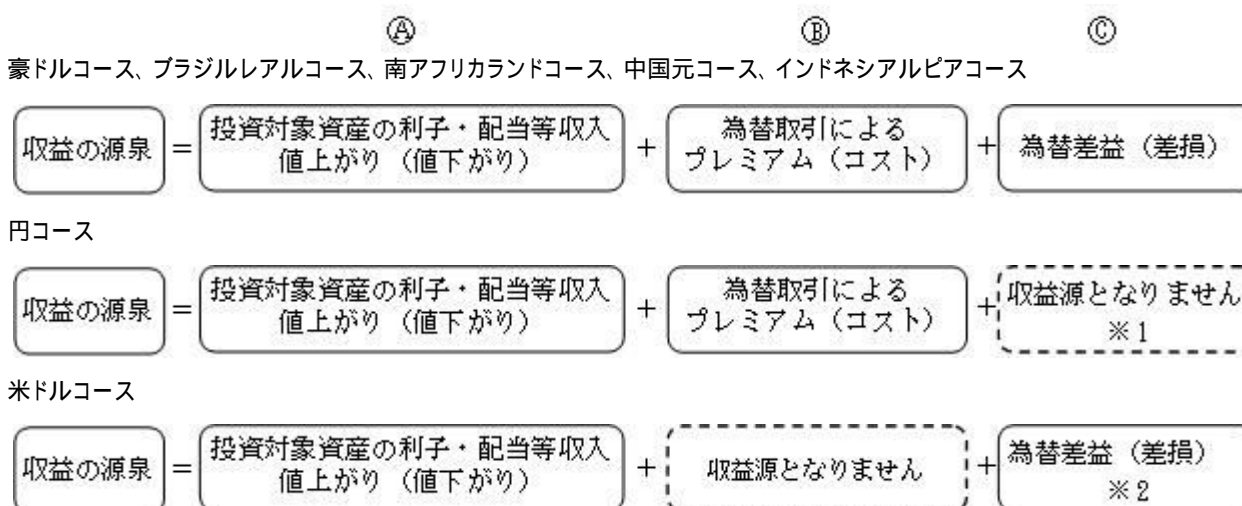 Ⓐ Ⓑ Ⓒ
豪ドルコース、ブラジルレアルコース、南アフリカランドコース、中国元コース、インドネシアルピアコース
収益の源泉 = 投資対象資産の利子・配当等収入 値上がり（値下がり） + 為替取引による プレミアム（コスト） + 為替差益（差損）
円コース
収益の源泉 = 投資対象資産の利子・配当等収入 値上がり（値下がり） + 為替取引による プレミアム（コスト） + 収益源となりません ※1
米ドルコース
収益の源泉 = 投資対象資産の利子・配当等収入 値上がり（値下がり） + 収益源となりません + 為替差益（差損） ※2